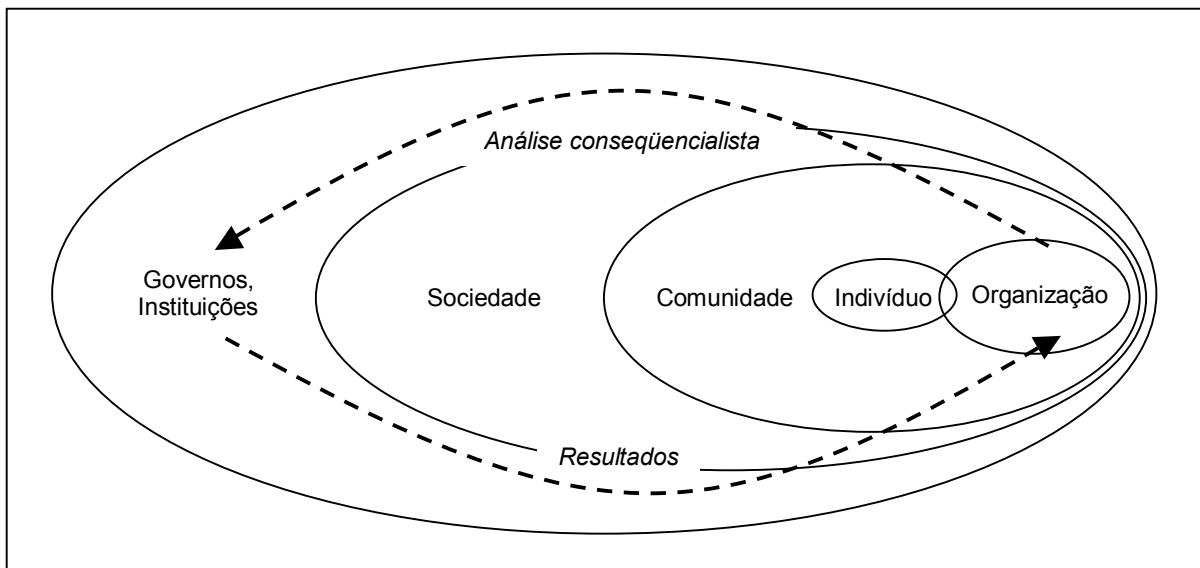 Análise conseqüencialista
Governos,
Instituições
Sociedade
Comunidade
Indivíduo
Organização
Resultados